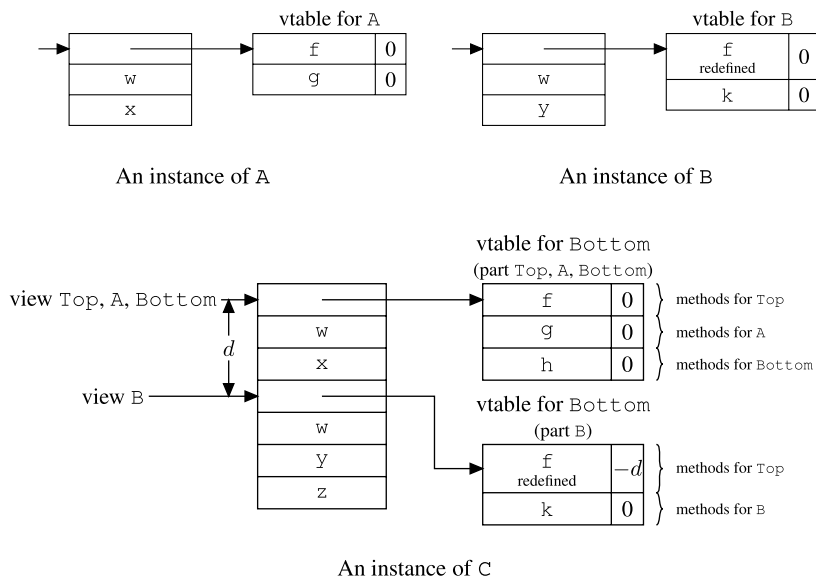 vtable for A
f 0
g 0
w
x
An instance of A
vtable for B
f 0
redefined
k 0
w
y
An instance of B
vtable for Bottom
(part Top, A, Bottom)
view Top, A, Bottom
f 0 methods for Top
w
g 0 methods for A
d
x
h 0 methods for Bottom
view B
vtable for Bottom
(part B)
w
y
z
f −d methods for Top
redefined
k 0 methods for B
An instance of C